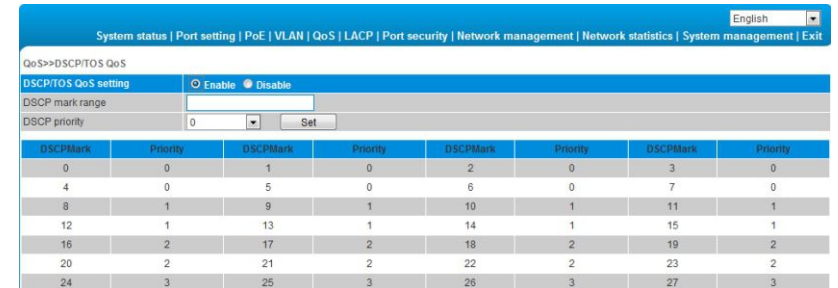 English
System status | Port setting | PoE | VLAN | QoS | LACP | Port security | Network management | Network statistics | System management | Exit
QoS>>DSCP/TOS QoS
DSCP/TOS QoS setting Enable Disable
DSCP mark range
DSCP priority 0 Set
DSCPMark Priority DSCPMark Priority DSCPMark Priority DSCPMark Priority
0 0 1 0 2 0 3 0
4 0 5 0 6 0 7 0
8 1 9 1 10 1 11 1
12 1 13 1 14 1 15 1
16 2 17 2 18 2 19 2
20 2 21 2 22 2 23 2
24 3 25 3 26 3 27 3